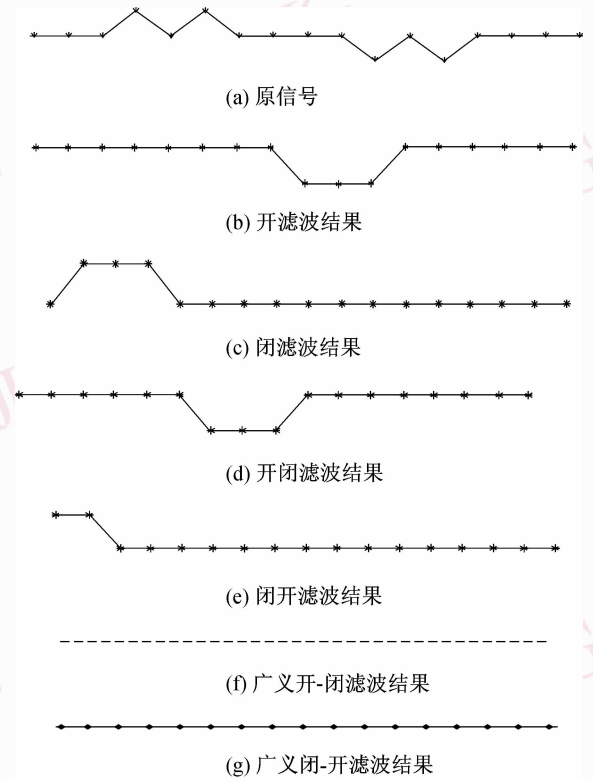 (a) 原信号
(b) 开滤波结果
(c) 闭滤波结果
(d) 开闭滤波结果
(e) 闭开滤波结果
(f) 广义开-闭滤波结果
(g) 广义闭-开滤波结果